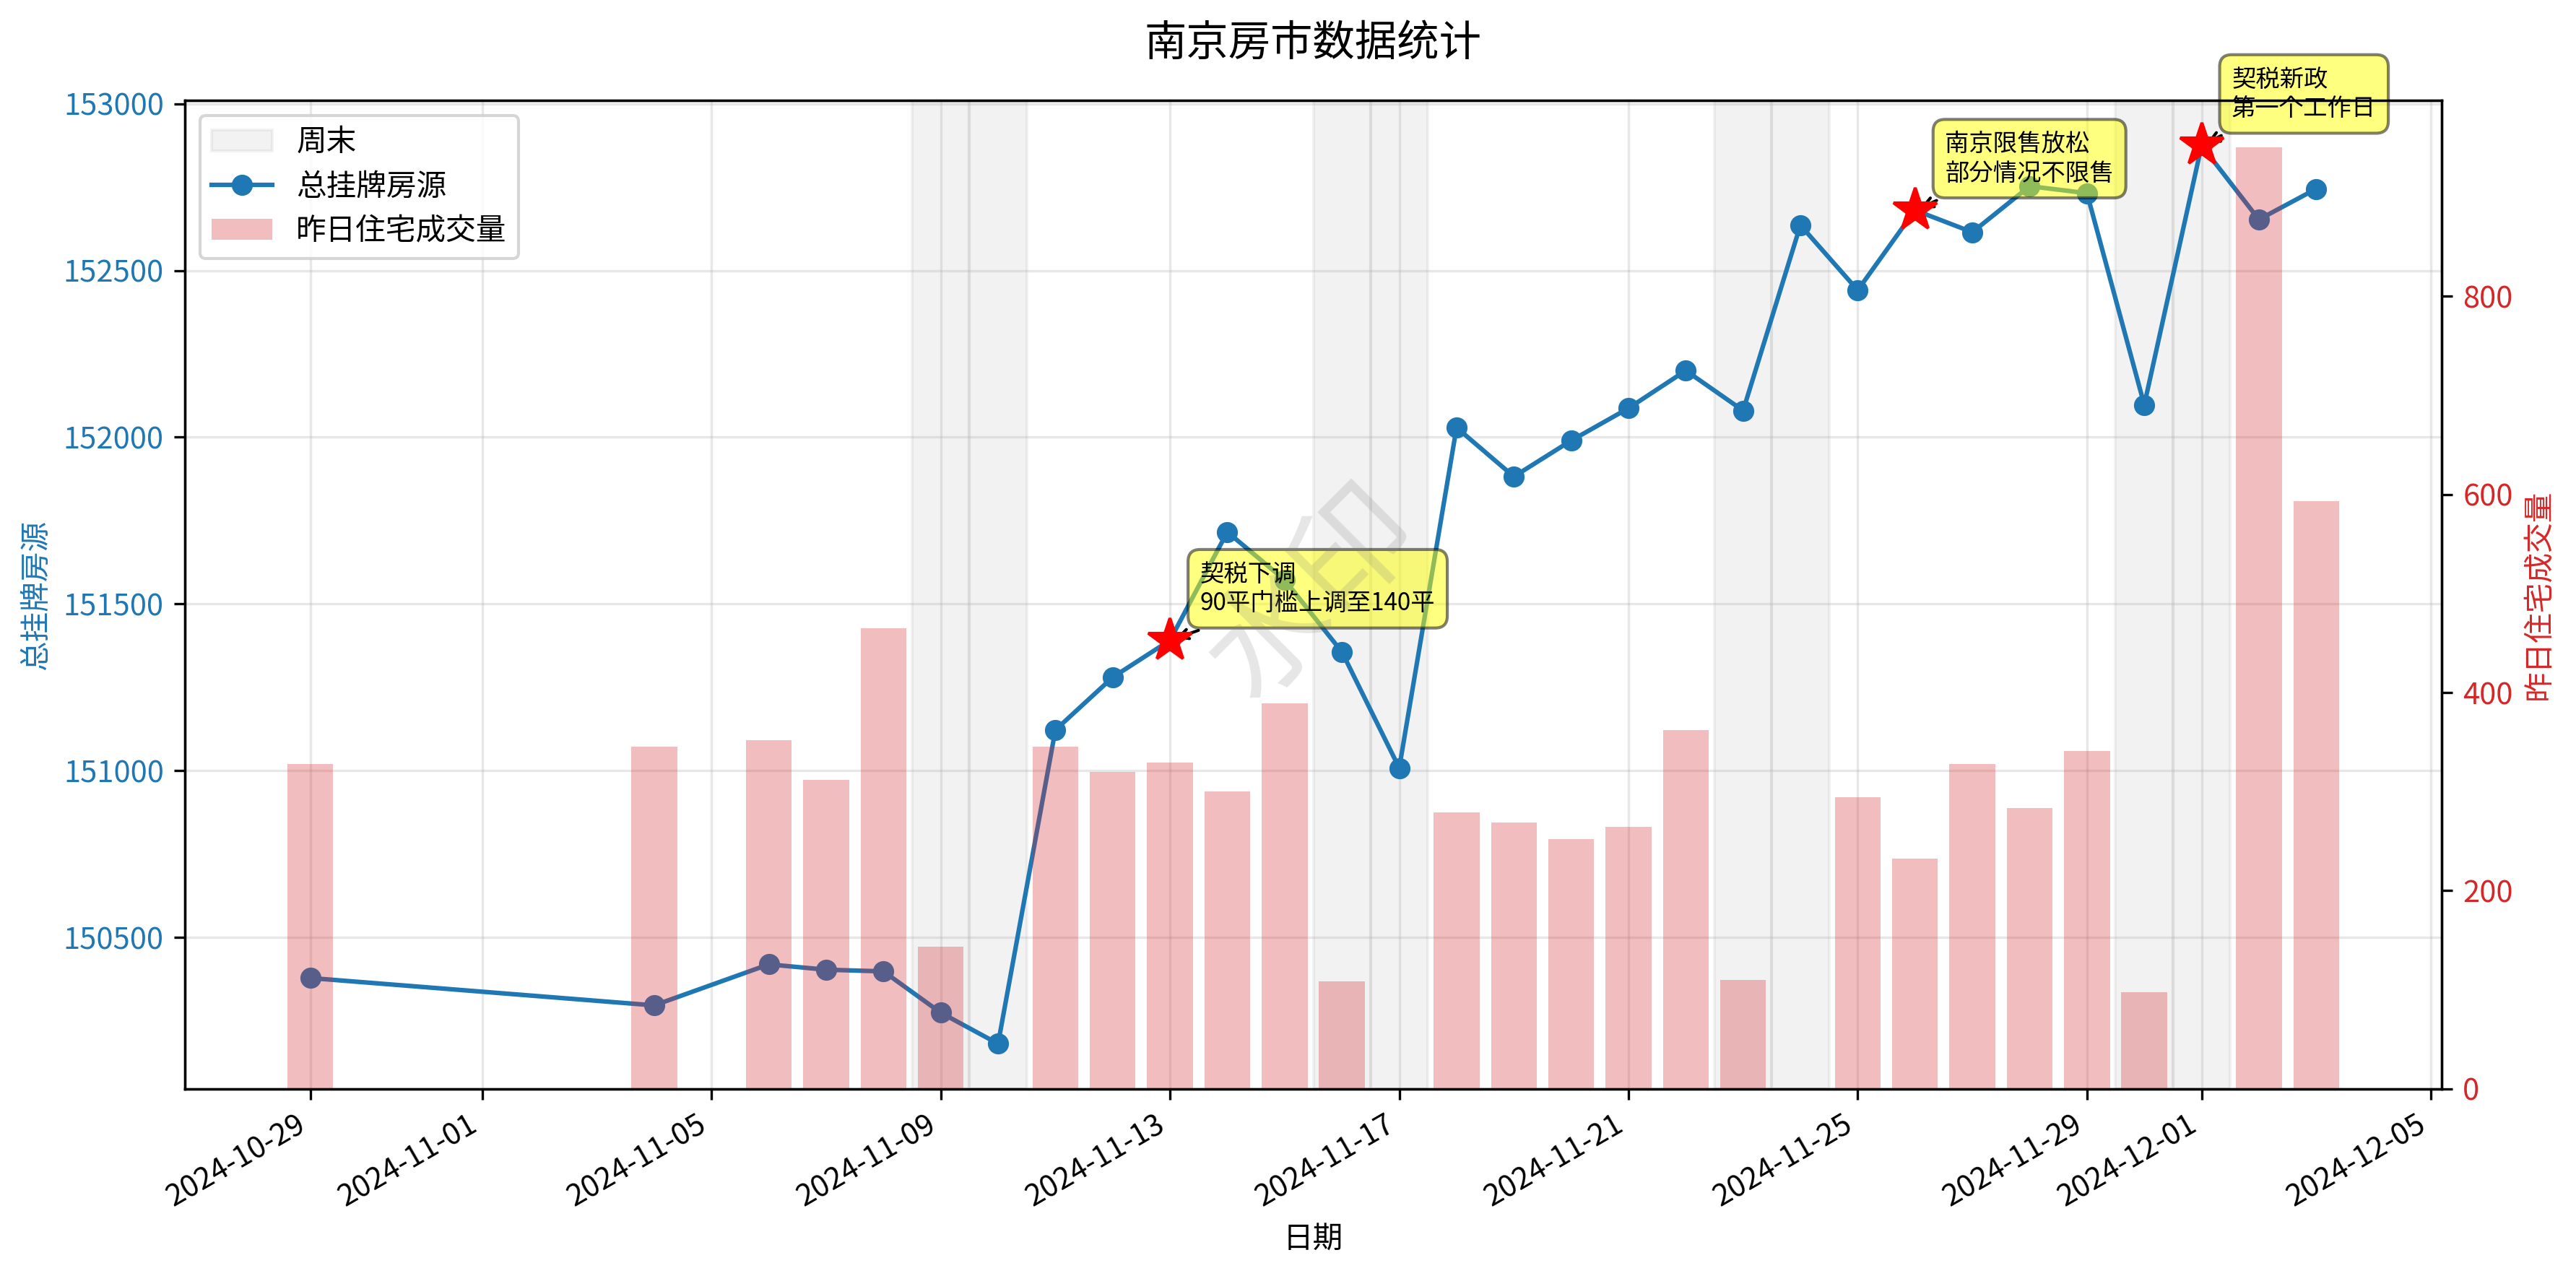 南京房市数据统计
契税新政
第一个工作日
南京限售放松
部分情况不限售
周末
总挂牌房源
昨日住宅成交量
153000
152500
152000
151500
151000
150500
总挂牌房源
800
600
400
200
0
昨日住宅成交量
水印
契税下调
90平门槛上调至140平
2024-10-29
2024-11-01
2024-11-05
2024-11-09
2024-11-13
2024-11-17
2024-11-21
2024-11-25
2024-11-29
2024-12-01
2024-12-05
日期